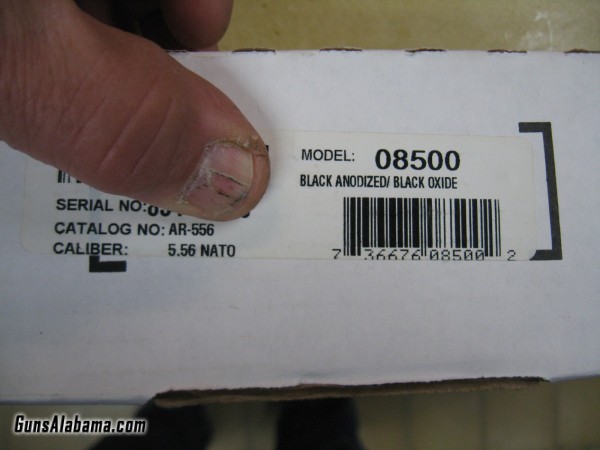 MODEL: 08500
BLACK ANODIZED/ BLACK OXIDE
SERIAL NO:
CATALOG NO: AR-556
CALIBER: 5.56 NATO
7 36676 08500 2
GunsAlabama.com